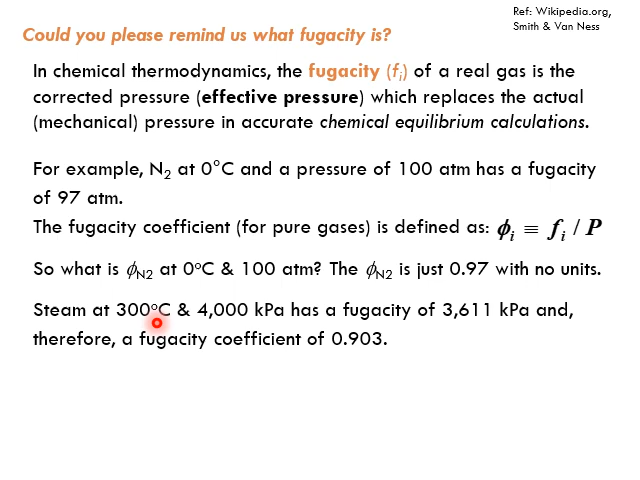 Ref: Wikipedia.org,
Smith & Van Ness
Could you please remind us what fugacity is?
In chemical thermodynamics, the fugacity (fᵢ) of a real gas is the
corrected pressure (effective pressure) which replaces the actual
(mechanical) pressure in accurate chemical equilibrium calculations.
For example, N₂ at 0°C and a pressure of 100 atm has a fugacity
of 97 atm.
The fugacity coefficient (for pure gases) is defined as: ϕᵢ ≡ fᵢ / P
So what is ϕN2 at 0°C & 100 atm? The ϕN2 is just 0.97 with no units.
Steam at 300°C & 4,000 kPa has a fugacity of 3,611 kPa and,
therefore, a fugacity coefficient of 0.903.